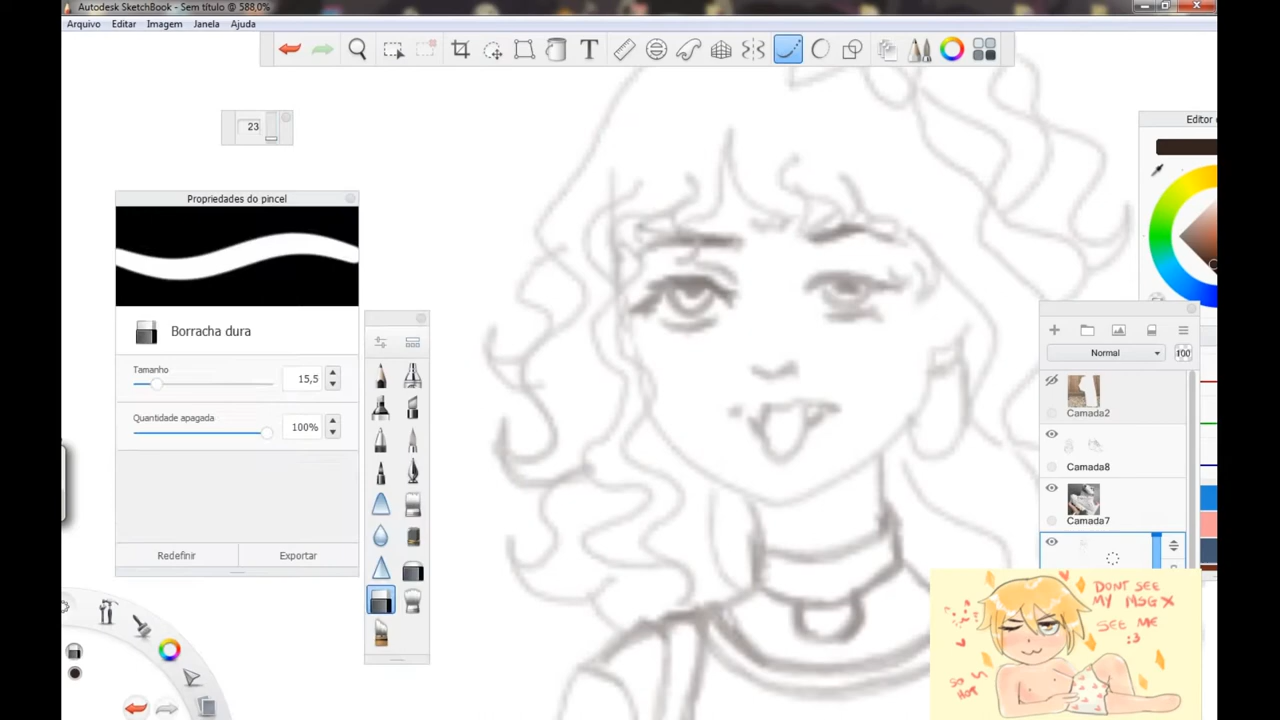 Autodesk SketchBook - Sem título @ 588,0%
Arquivo Editar Imagem Janela Ajuda
23
Editor
Propriedades do pincel
Borracha dura
Tamanho
15,5
Quantidade apagada
100%
Redefinir Exportar
Normal 100
Camada2
Camada8
Camada7
DONT SEE
MY MSG X
SEE ME
:3
SO
HOT